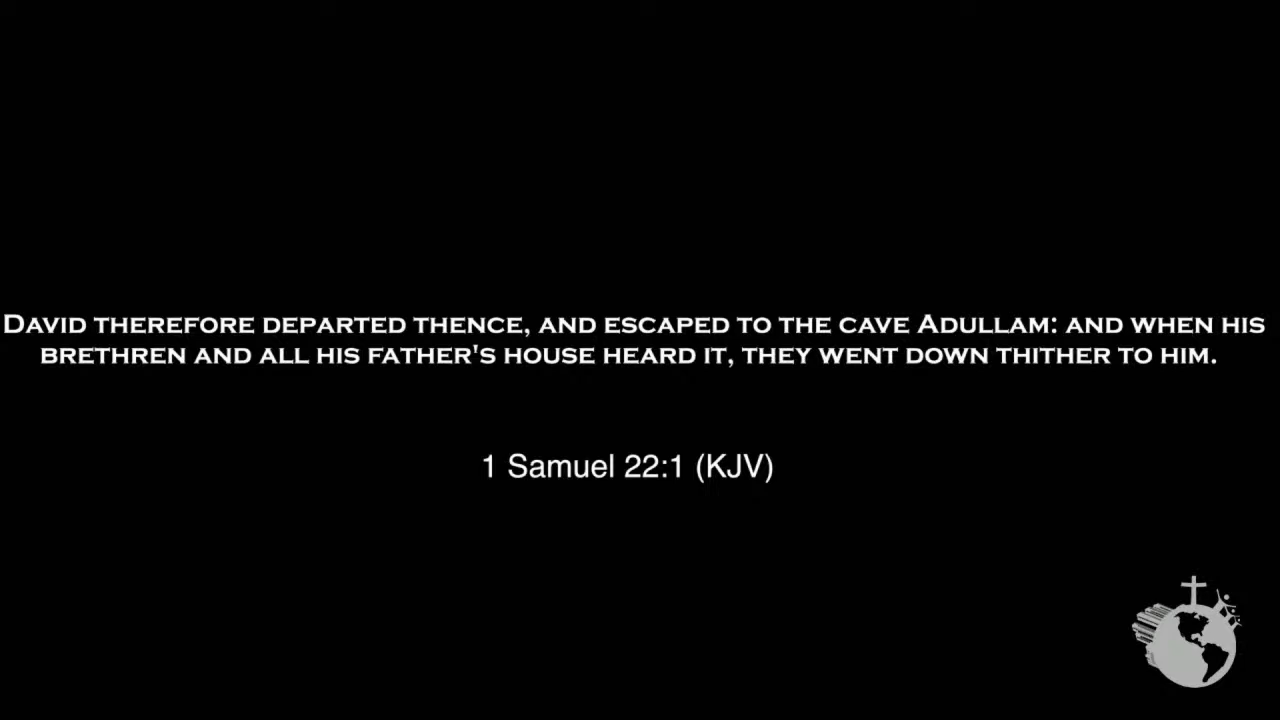 David therefore departed thence, and escaped to the cave Adullam: and when his
brethren and all his father's house heard it, they went down thither to him.
1 Samuel 22:1 (KJV)